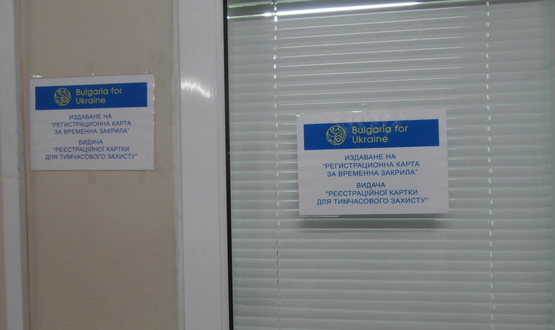 Bulgaria for
Ukraine
ИЗДАВАНЕ НА
"РЕГИСТРАЦИОННА КАРТА
ЗА ВРЕМЕННА ЗАКРИЛА"
ВИДАЧА
"РЕЄСТРАЦІЙНОЇ КАРТКИ
ДЛЯ ТИМЧАСОВОГО ЗАХИСТУ"
Bulgaria for
Ukraine
ИЗДАВАНЕ НА
"РЕГИСТРАЦИОННА КАРТА
ЗА ВРЕМЕННА ЗАКРИЛА"
ВИДАЧА
"РЕЄСТРАЦІЙНОЇ КАРТКИ
ДЛЯ ТИМЧАСОВОГО ЗАХИСТУ"